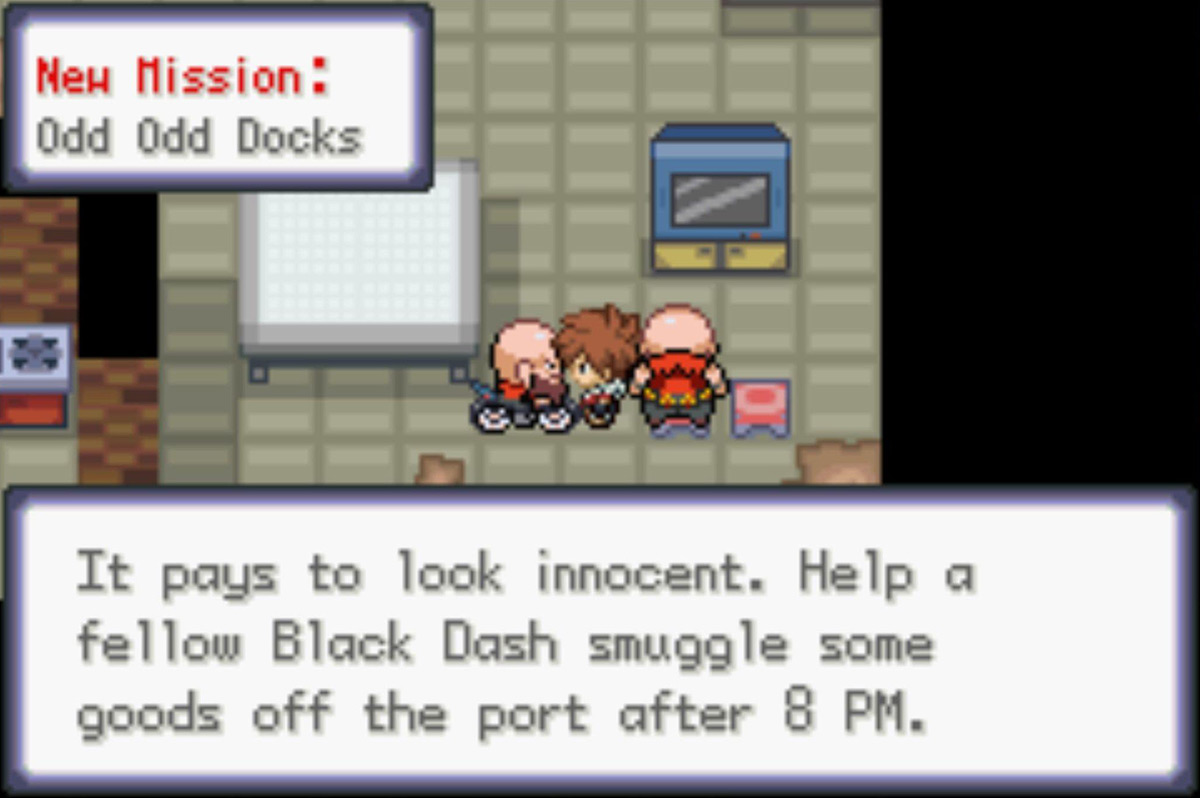 New Mission:
Odd Odd Docks
It pays to look innocent. Help a
fellow Black Dash smuggle some
goods off the port after 8 PM.